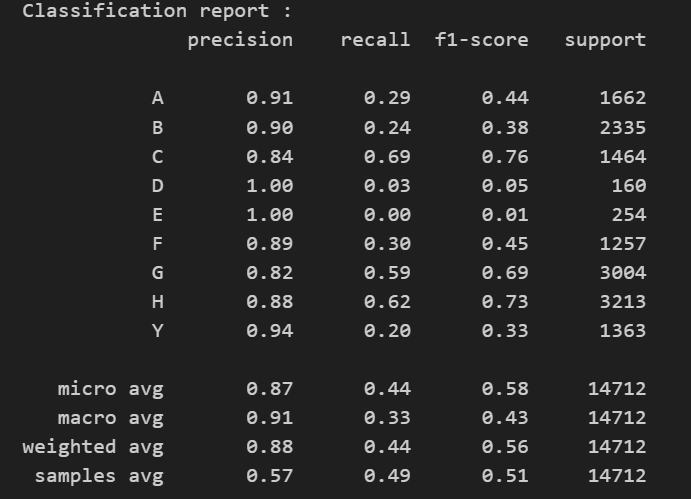 Classification report :
precision recall f1-score support
A 0.91 0.29 0.44 1662
B 0.90 0.24 0.38 2335
C 0.84 0.69 0.76 1464
D 1.00 0.03 0.05 160
E 1.00 0.00 0.01 254
F 0.89 0.30 0.45 1257
G 0.82 0.59 0.69 3004
H 0.88 0.62 0.73 3213
Y 0.94 0.20 0.33 1363
micro avg 0.87 0.44 0.58 14712
macro avg 0.91 0.33 0.43 14712
weighted avg 0.88 0.44 0.56 14712
samples avg 0.57 0.49 0.51 14712